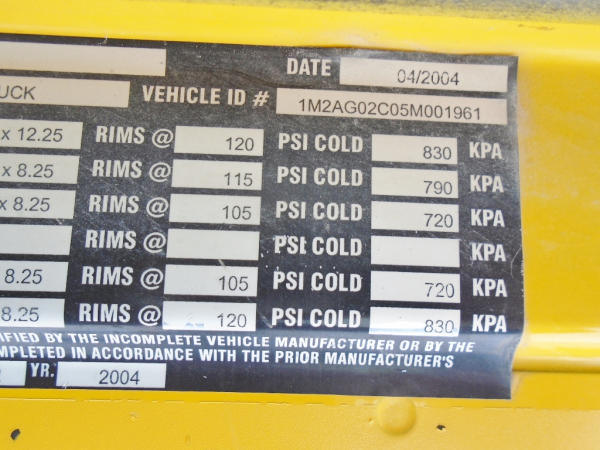 DATE 04/2004
UCK VEHICLE ID # 1M2AG02C05M001961
x 12.25 RIMS @ 120 PSI COLD 830 KPA
x 8.25 RIMS @ 115 PSI COLD 790 KPA
x 8.25 RIMS @ 105 PSI COLD 720 KPA
RIMS @ PSI COLD KPA
8.25 RIMS @ 105 PSI COLD 720 KPA
8.25 RIMS @ 120 PSI COLD 830 KPA
IFIED BY THE INCOMPLETE VEHICLE MANUFACTURER OR BY THE
MPLETED IN ACCORDANCE WITH THE PRIOR MANUFACTURER'S
YR. 2004